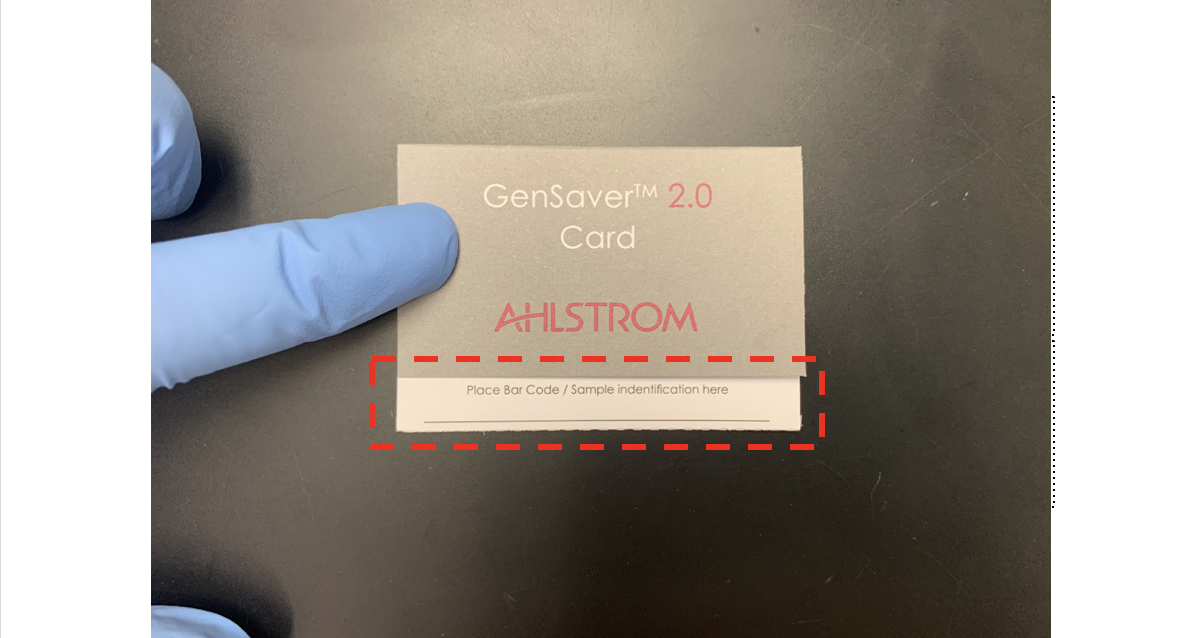 GenSaver™ 2.0
Card
AHLSTROM
Place Bar Code / Sample indentification here